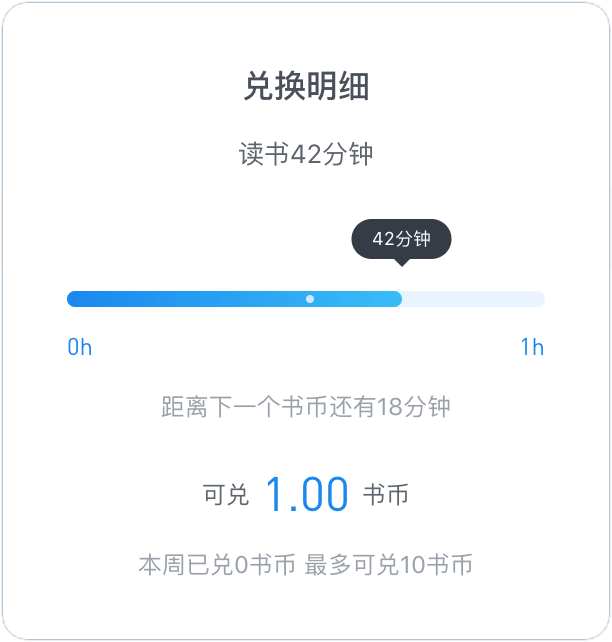 兑换明细
读书42分钟
42分钟
0h 1h
距离下一个书币还有18分钟
可兑 1.00 书币
本周已兑0书币 最多可兑10书币